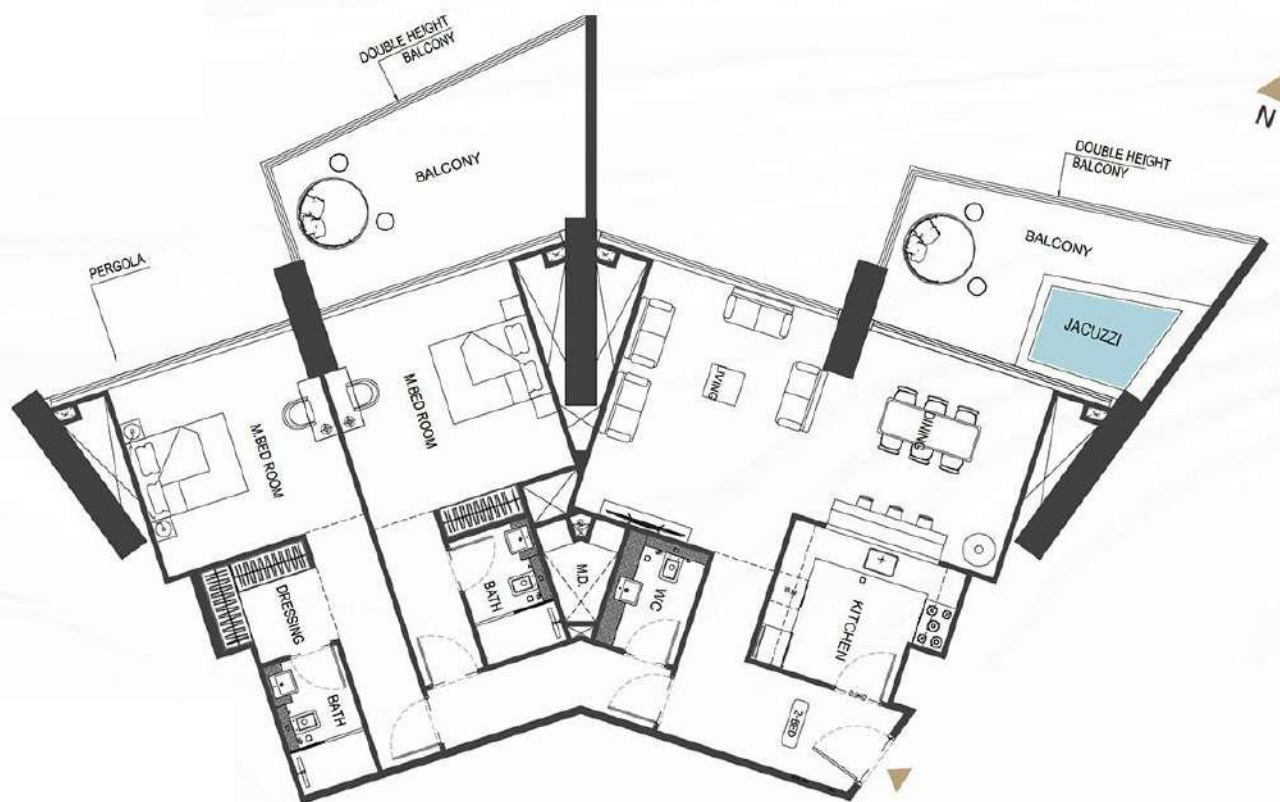 DOUBLE HEIGHT
BALCONY
BALCONY
N
DOUBLE HEIGHT
BALCONY
BALCONY
PERGOLA
JACUZZI
LIVING
M.BED ROOM
DINING
M.BED ROOM
M.D.
WC
BATH
DRESSING
KITCHEN
BATH
2-BED